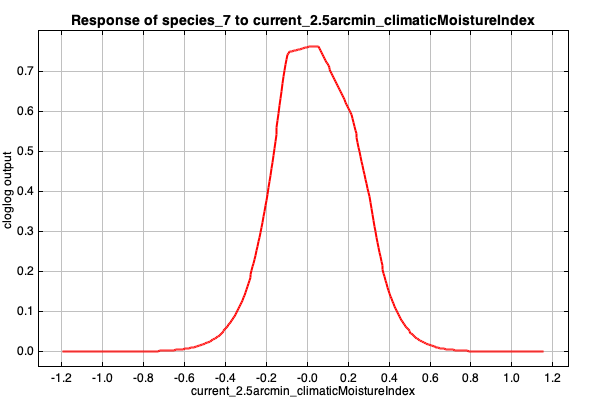 Response of species_7 to current_2.5arcmin_climaticMoistureIndex
0.7
0.6
0.5
0.4
0.3
0.2
0.1
0.0
cloglog output
-1.2 -1.0 -0.8 -0.6 -0.4 -0.2 -0.0 0.2 0.4 0.6 0.8 1.0 1.2
current_2.5arcmin_climaticMoistureIndex